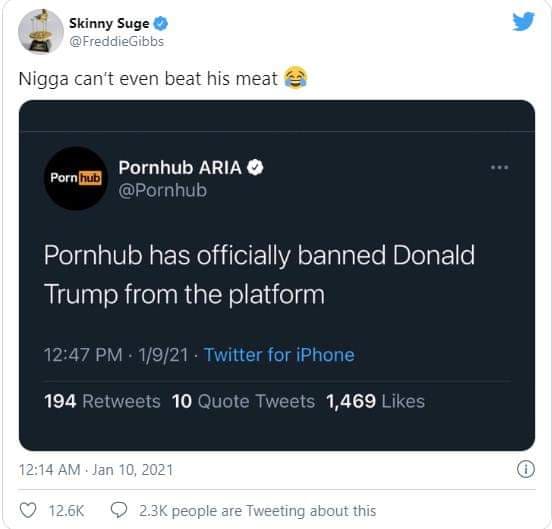 Skinny Suge
@FreddieGibbs
Nigga can't even beat his meat 😂
Porn hub
Pornhub ARIA
@Pornhub
Pornhub has officially banned Donald
Trump from the platform
12:47 PM · 1/9/21 · Twitter for iPhone
194 Retweets 10 Quote Tweets 1,469 Likes
12:14 AM · Jan 10, 2021
12.6K 2.3K people are Tweeting about this